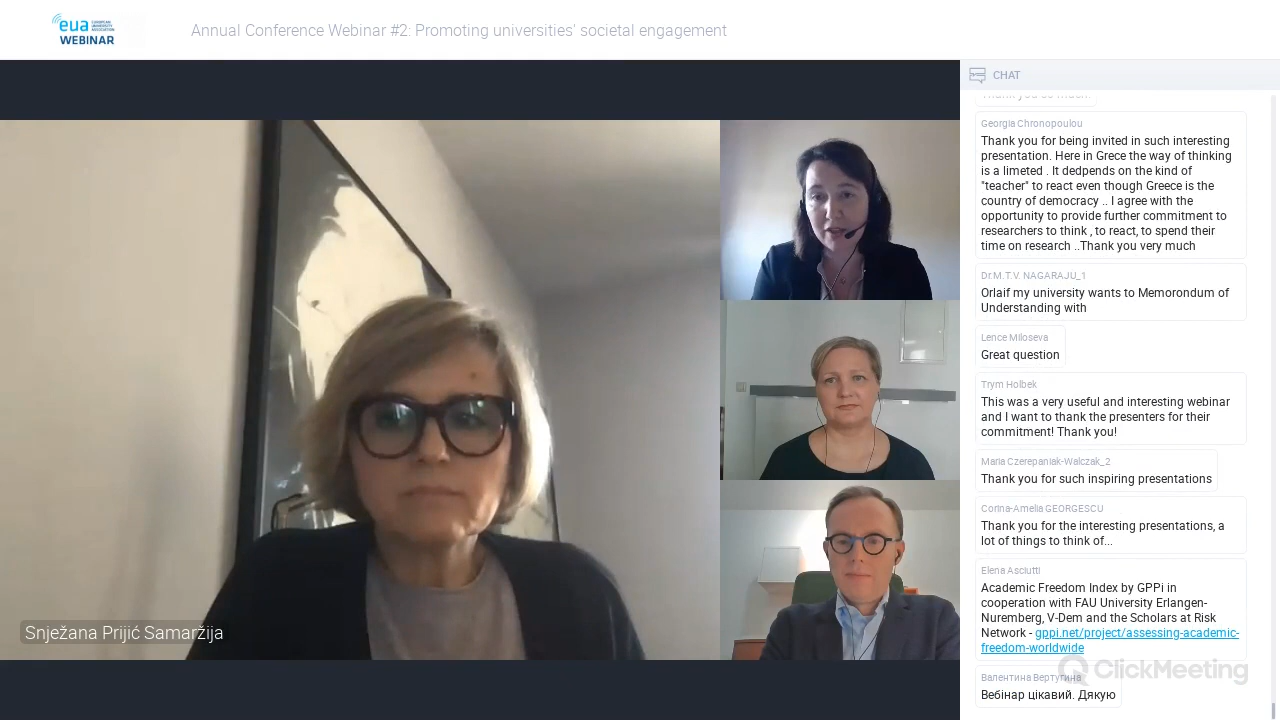 eua EUROPEAN UNIVERSITY ASSOCIATION
WEBINAR
Annual Conference Webinar #2: Promoting universities' societal engagement
CHAT
Thank you so much.
Georgia Chronopoulou
Thank you for being invited in such interesting
presentation. Here in Grece the way of thinking
is a limeted . It dedpends on the kind of
"teacher" to react even though Greece is the
country of democracy .. I agree with the
opportunity to provide further commitment to
researchers to think , to react, to spend their
time on research ..Thank you very much
Dr.M.T.V. NAGARAJU_1
Orlaif my university wants to Memorondum of
Understanding with
Lence Miloseva
Great question
Trym Holbek
This was a very useful and interesting webinar
and I want to thank the presenters for their
commitment! Thank you!
Maria Czerepaniak-Walczak_2
Thank you for such inspiring presentations
Corina-Amelia GEORGESCU
Thank you for the interesting presentations, a
lot of things to think of...
Elena Asciutti
Academic Freedom Index by GPPi in
cooperation with FAU University Erlangen-
Nuremberg, V-Dem and the Scholars at Risk
Network - gppi.net/project/assessing-academic-
freedom-worldwide
Валентина Вертугина
Вебінар цікавий. Дякую
ClickMeeting
Snježana Prijić Samaržija